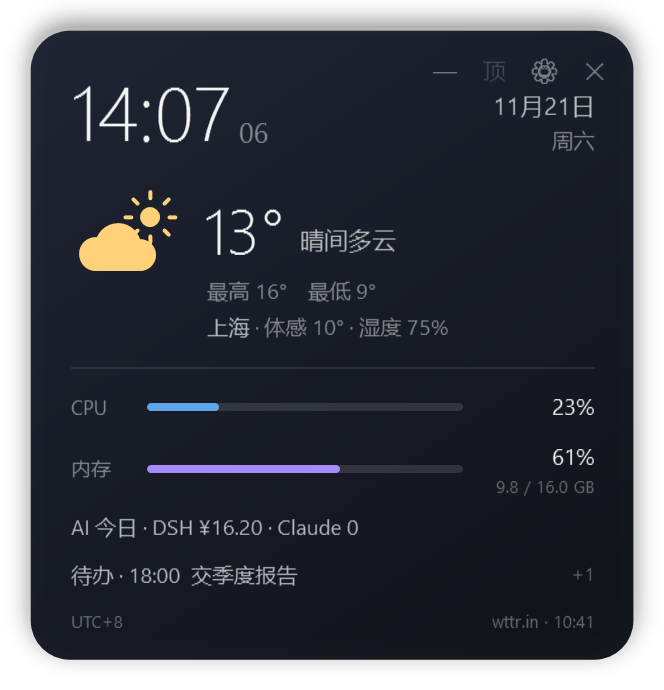 顶
14:07 06
11月21日
周六
13° 晴间多云
最高 16° 最低 9°
上海 · 体感 10° · 湿度 75%
CPU 23%
内存 61%
9.8 / 16.0 GB
AI 今日 · DSH ¥16.20 · Claude 0
待办 · 18:00 交季度报告 +1
UTC+8 wttr.in · 10:41